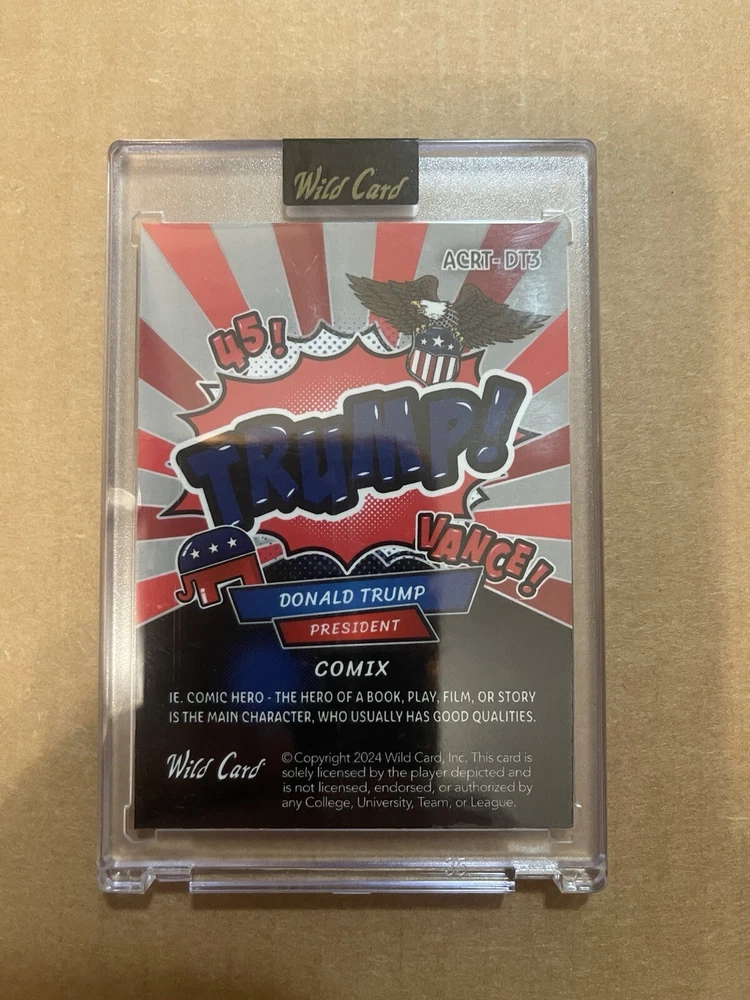 Wild Card
ACRT-DT3
45!
TRUMP!
VANCE!
DONALD TRUMP
PRESIDENT
COMIX
IE. COMIC HERO - THE HERO OF A BOOK, PLAY, FILM, OR STORY
IS THE MAIN CHARACTER, WHO USUALLY HAS GOOD QUALITIES.
Wild Card
©Copyright 2024 Wild Card, Inc. This card is
solely licensed by the player depicted and
is not licensed, endorsed, or authorized by
any College, University, Team, or League.